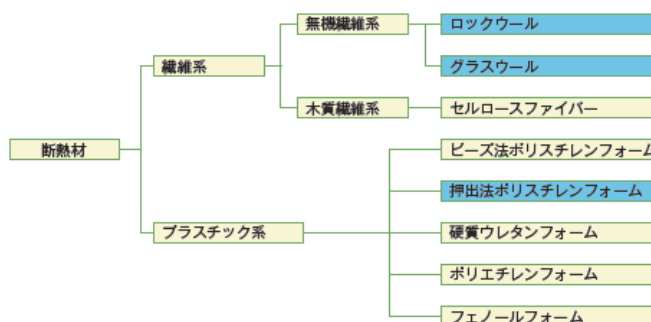 無機繊維系
ロックウール
繊維系
グラスウール
木質繊維系
セルロースファイバー
断熱材
ビーズ法ポリスチレンフォーム
押出法ポリスチレンフォーム
プラスチック系
硬質ウレタンフォーム
ポリエチレンフォーム
フェノールフォーム